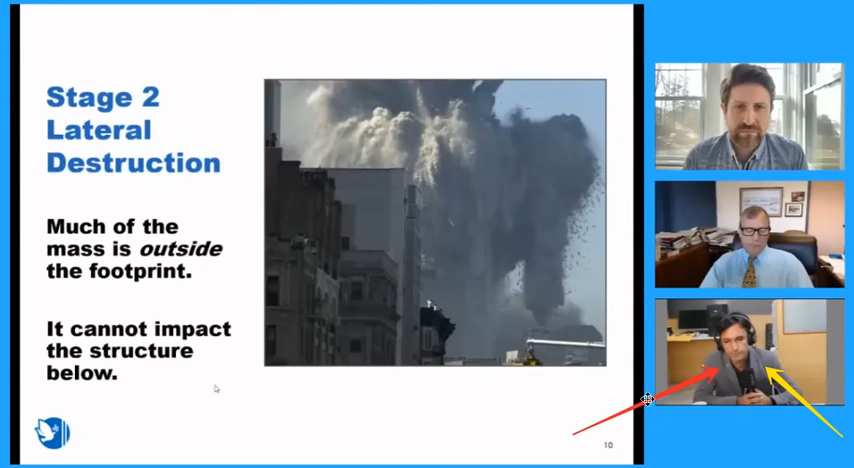 Stage 2
Lateral
Destruction
Much of the
mass is outside
the footprint.
It cannot impact
the structure
below.
10